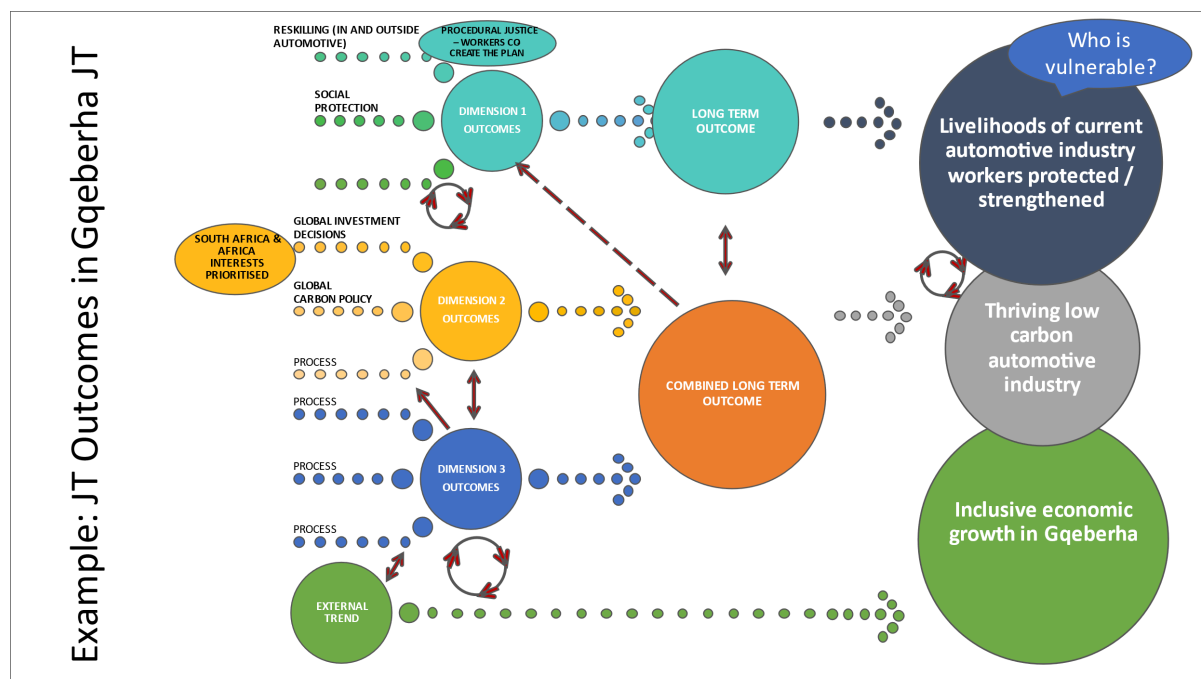 Example: JT Outcomes in Gqeberha JT
RESKILLING (IN AND OUTSIDE
AUTOMOTIVE)
PROCEDURAL JUSTICE
– WORKERS CO
CREATE THE PLAN
SOCIAL
PROTECTION
DIMENSION 1
OUTCOMES
LONG TERM
OUTCOME
Who is
vulnerable?
Livelihoods of current
automotive industry
workers protected /
strengthened
GLOBAL INVESTMENT
DECISIONS
SOUTH AFRICA &
AFRICA
INTERESTS
PRIORITISED
GLOBAL
CARBON POLICY
DIMENSION 2
OUTCOMES
PROCESS
COMBINED LONG TERM
OUTCOME
Thriving low
carbon
automotive
industry
PROCESS
PROCESS
DIMENSION 3
OUTCOMES
PROCESS
Inclusive economic
growth in Gqeberha
EXTERNAL
TREND